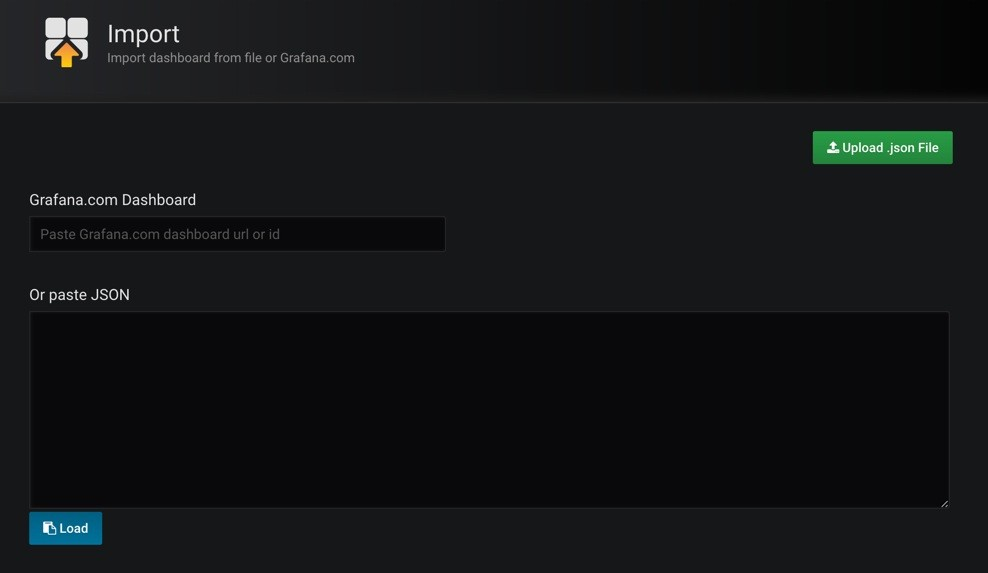 Import
Import dashboard from file or Grafana.com
Upload .json File
Grafana.com Dashboard
Paste Grafana.com dashboard url or id
Or paste JSON
Load